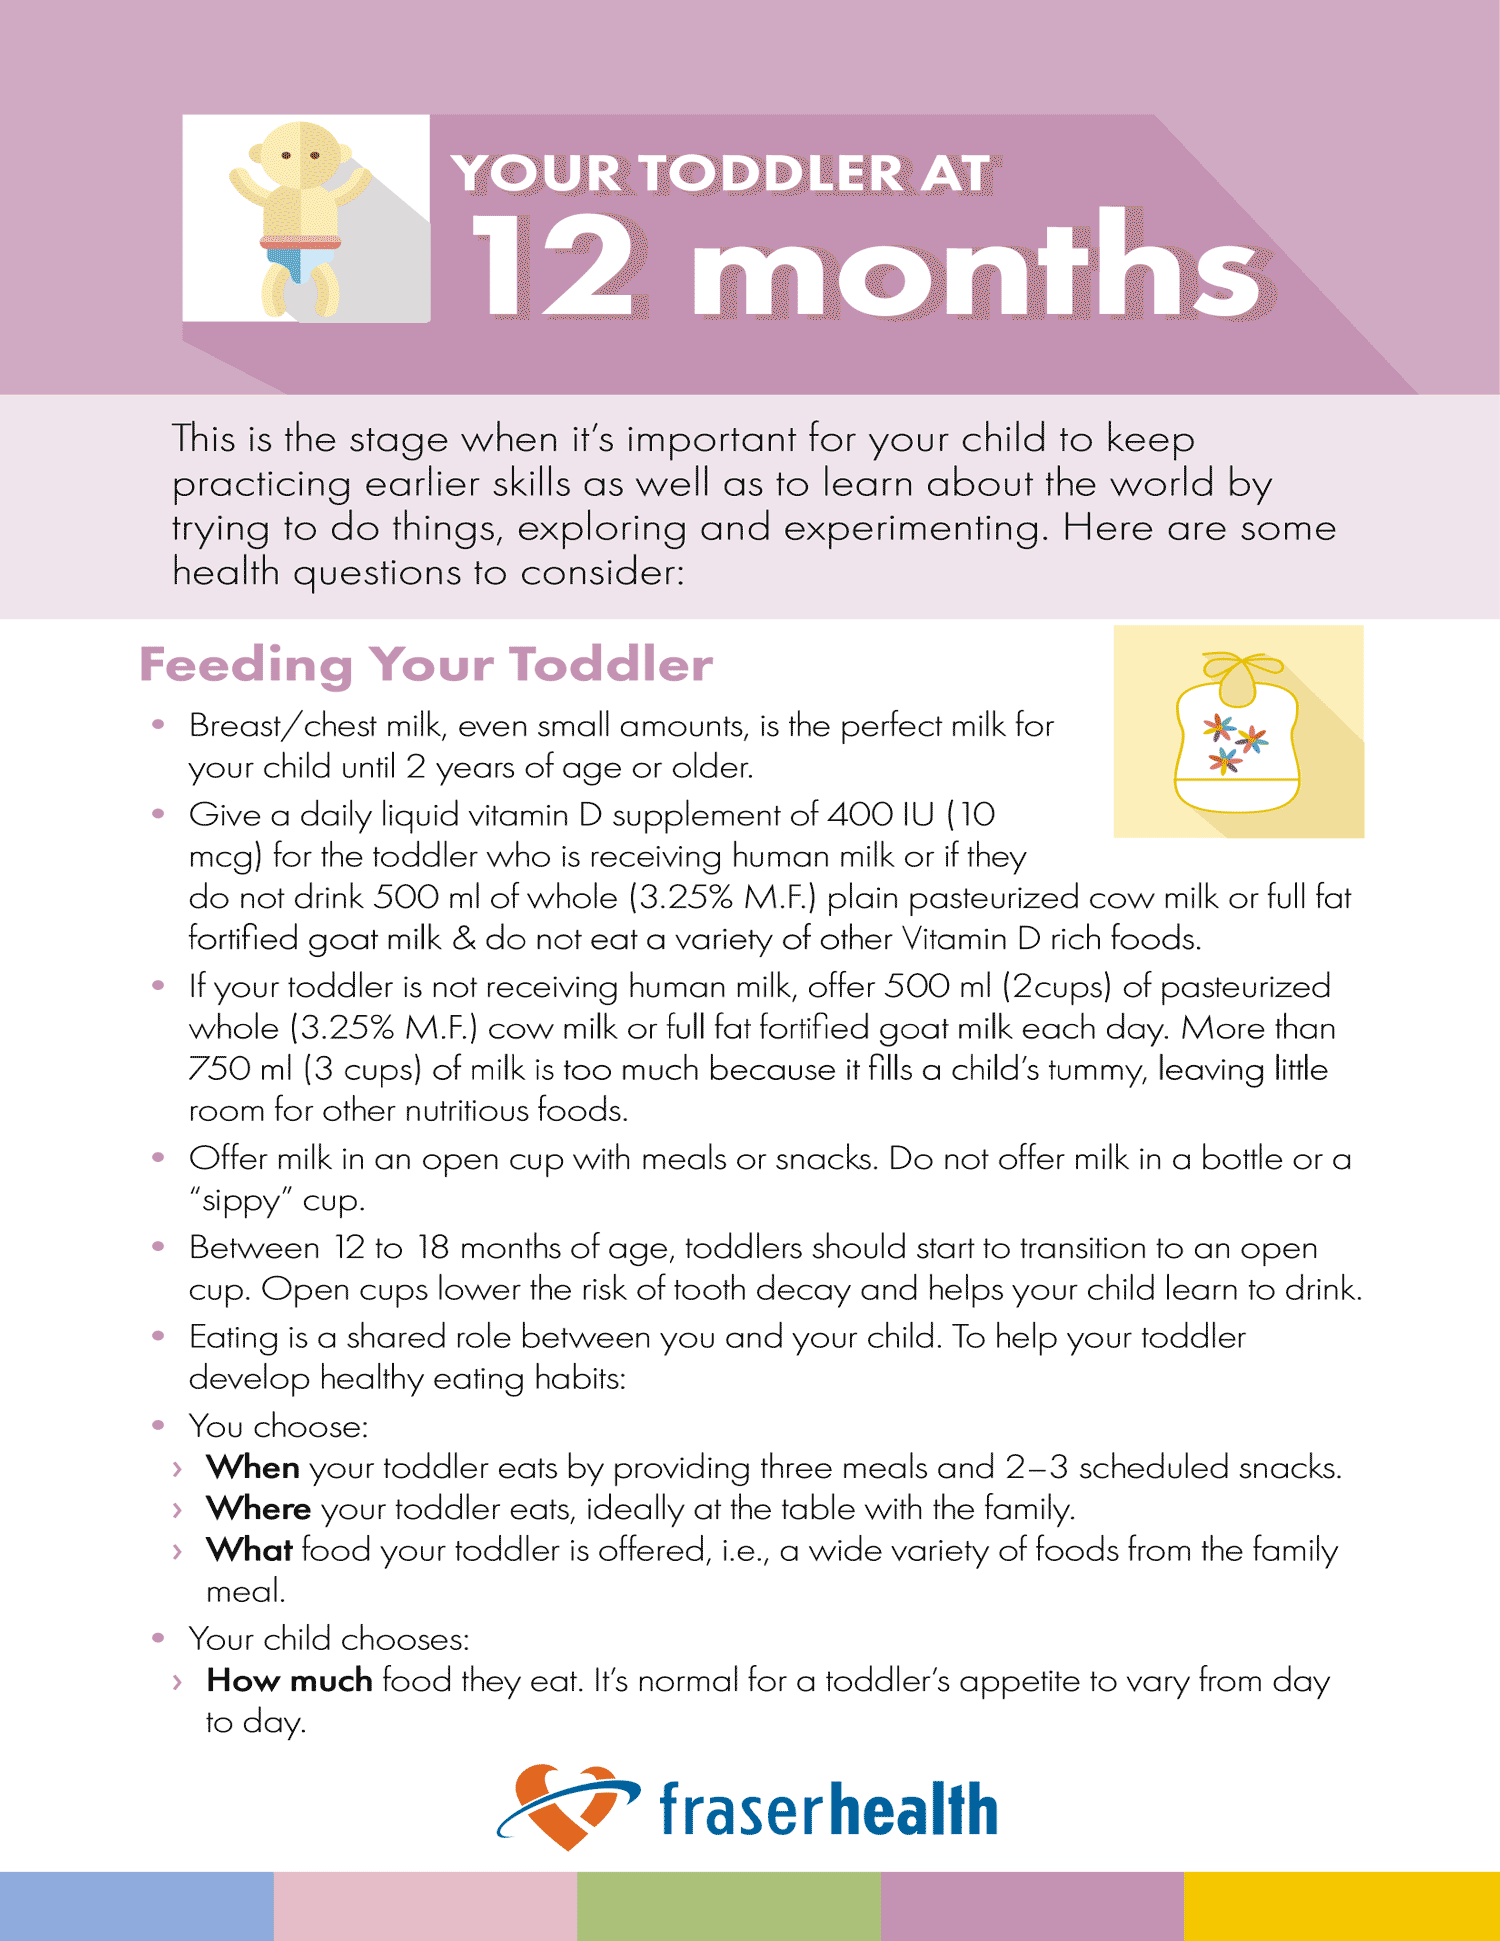 YOUR TODDLER AT
12 months
This is the stage when it’s important for your child to keep
practicing earlier skills as well as to learn about the world by
trying to do things, exploring and experimenting. Here are some
health questions to consider:
Feeding Your Toddler
• Breast/chest milk, even small amounts, is the perfect milk for
your child until 2 years of age or older.
• Give a daily liquid vitamin D supplement of 400 IU (10
mcg) for the toddler who is receiving human milk or if they
do not drink 500 ml of whole (3.25% M.F.) plain pasteurized cow milk or full fat
fortified goat milk & do not eat a variety of other Vitamin D rich foods.
• If your toddler is not receiving human milk, offer 500 ml (2cups) of pasteurized
whole (3.25% M.F.) cow milk or full fat fortified goat milk each day. More than
750 ml (3 cups) of milk is too much because it fills a child’s tummy, leaving little
room for other nutritious foods.
• Offer milk in an open cup with meals or snacks. Do not offer milk in a bottle or a
“sippy” cup.
• Between 12 to 18 months of age, toddlers should start to transition to an open
cup. Open cups lower the risk of tooth decay and helps your child learn to drink.
• Eating is a shared role between you and your child. To help your toddler
develop healthy eating habits:
• You choose:
› When your toddler eats by providing three meals and 2–3 scheduled snacks.
› Where your toddler eats, ideally at the table with the family.
› What food your toddler is offered, i.e., a wide variety of foods from the family
meal.
• Your child chooses:
› How much food they eat. It’s normal for a toddler’s appetite to vary from day
to day.
fraserhealth